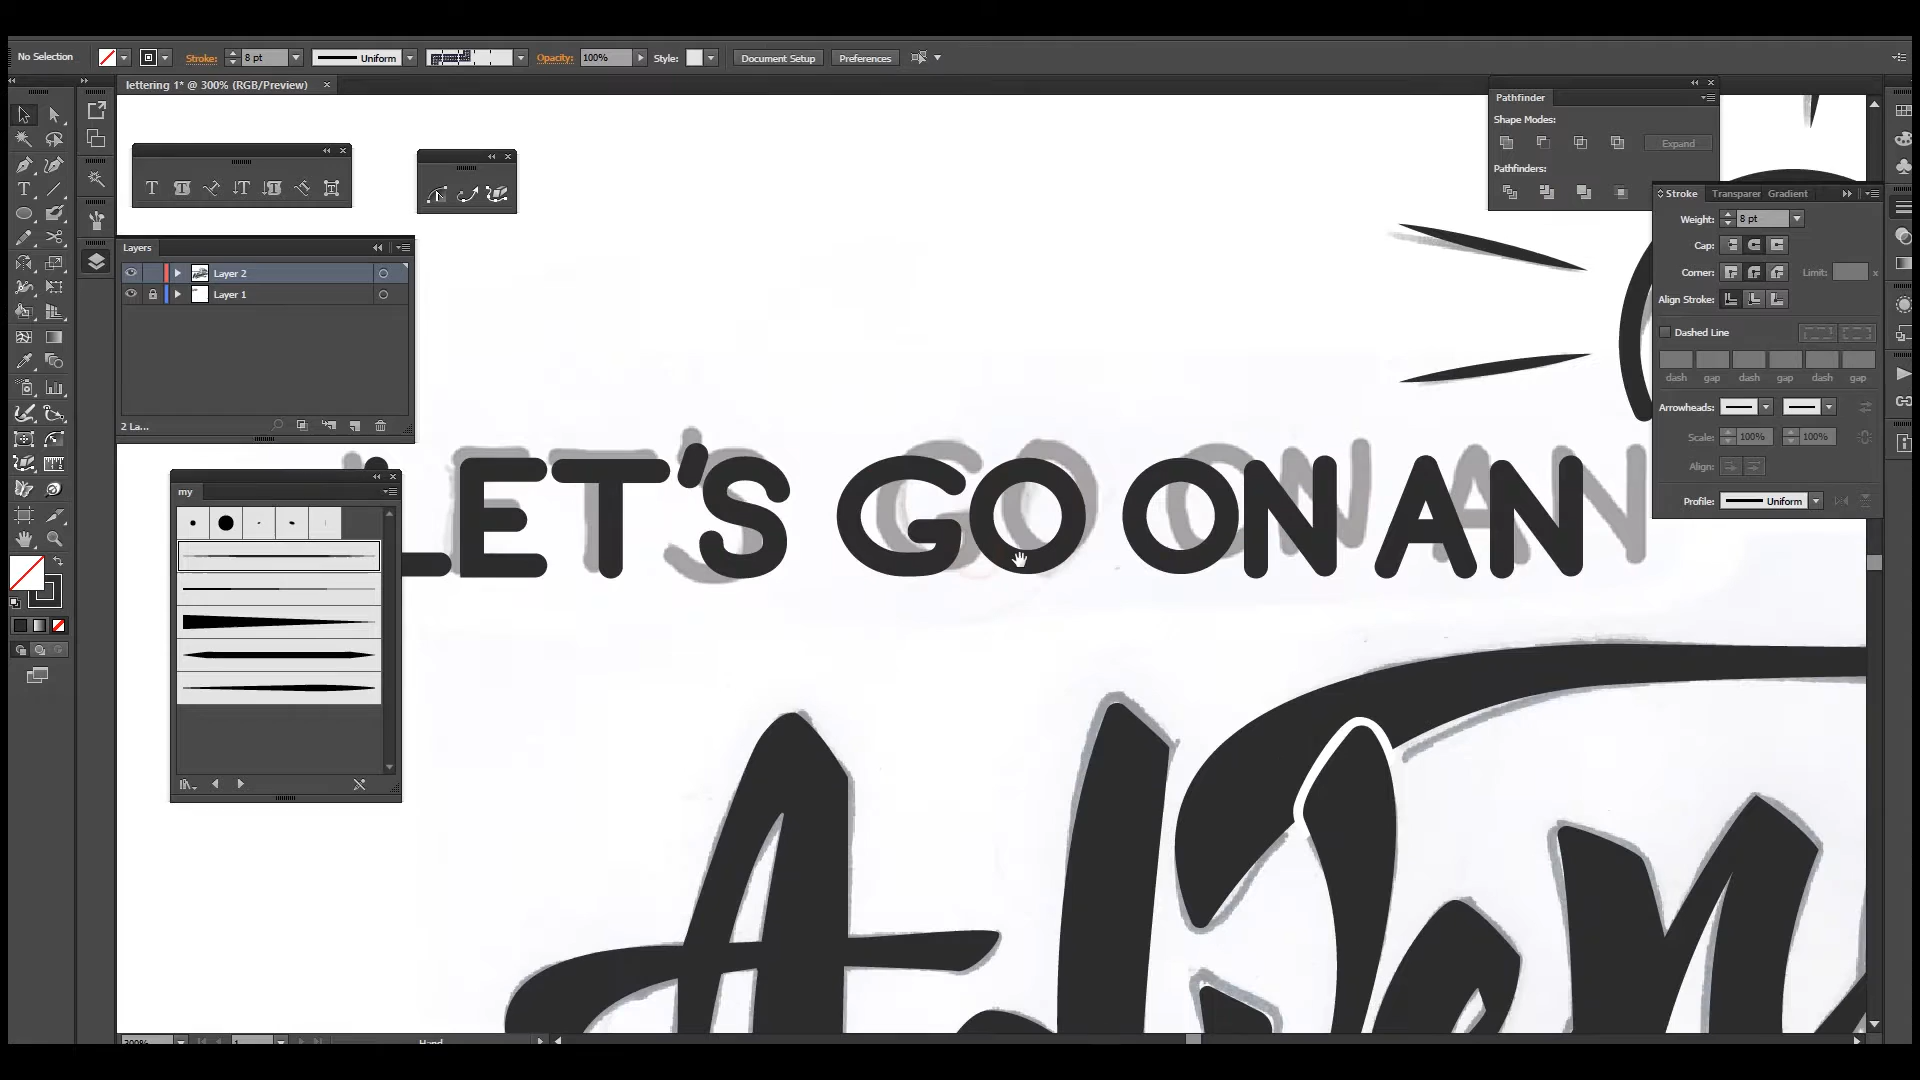 No Selection Stroke: 8 pt Uniform Opacity: 100% Style: Document Setup Preferences
lettering 1* @ 300% (RGB/Preview) ×
Pathfinder
Shape Modes:
Expand
Pathfinders:
Stroke Transparer Gradient
Weight: 8 pt
Cap:
Corner: Limit: x
Align Stroke:
Dashed Line
dash gap dash gap dash gap
Arrowheads:
Scale: 100% 100%
Align:
Profile: Uniform
Layers
Layer 2
Layer 1
2 La...
my
LET'S GO ON AN
300% 1 Hand